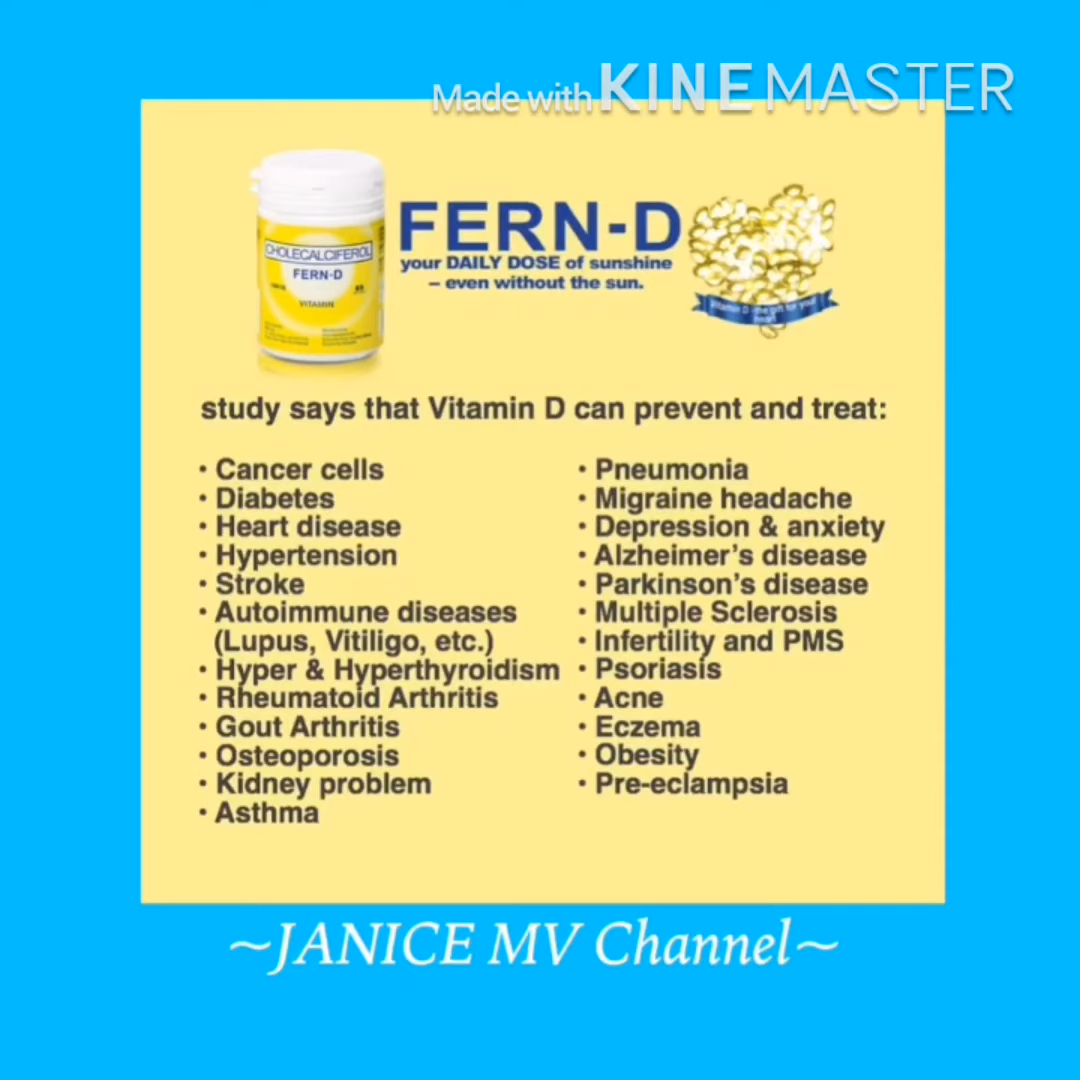 Made with KINEMASTER
CHOLECALCIFEROL
FERN-D
VITAMIN
FERN-D
your DAILY DOSE of sunshine
– even without the sun.
study says that Vitamin D can prevent and treat:
• Cancer cells
• Diabetes
• Heart disease
• Hypertension
• Stroke
• Autoimmune diseases
(Lupus, Vitiligo, etc.)
• Hyper & Hyperthyroidism
• Rheumatoid Arthritis
• Gout Arthritis
• Osteoporosis
• Kidney problem
• Asthma
• Pneumonia
• Migraine headache
• Depression & anxiety
• Alzheimer’s disease
• Parkinson’s disease
• Multiple Sclerosis
• Infertility and PMS
• Psoriasis
• Acne
• Eczema
• Obesity
• Pre-eclampsia
~JANICE MV Channel~